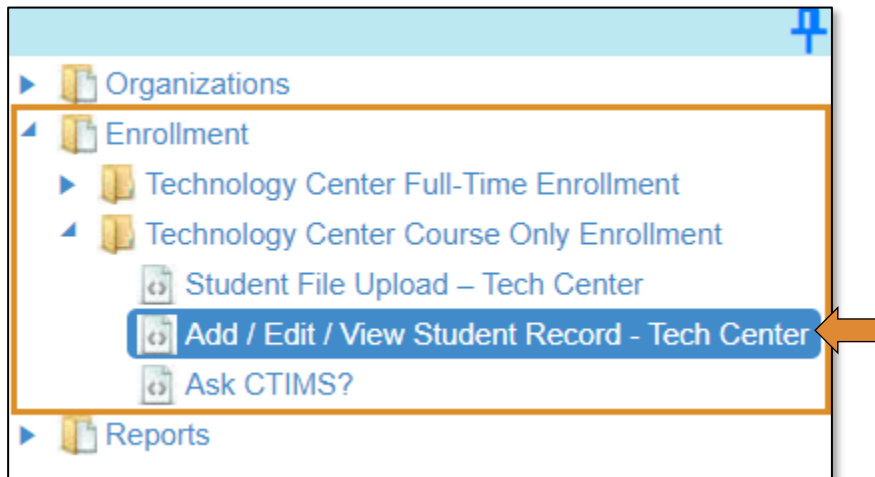 Organizations
Enrollment
Technology Center Full-Time Enrollment
Technology Center Course Only Enrollment
Student File Upload – Tech Center
Add / Edit / View Student Record - Tech Center
Ask CTIMS?
Reports